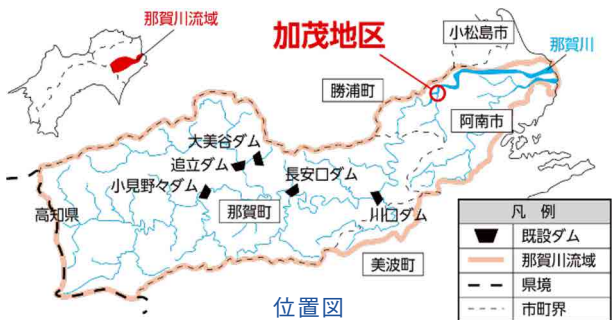 那賀川流域
加茂地区
小松島市
那賀川
勝浦町
阿南市
大美谷ダム
追立ダム
長安口ダム
小見野々ダム
高知県
那賀町
川口ダム
美波町
凡 例
既設ダム
那賀川流域
県境
市町界
位置図